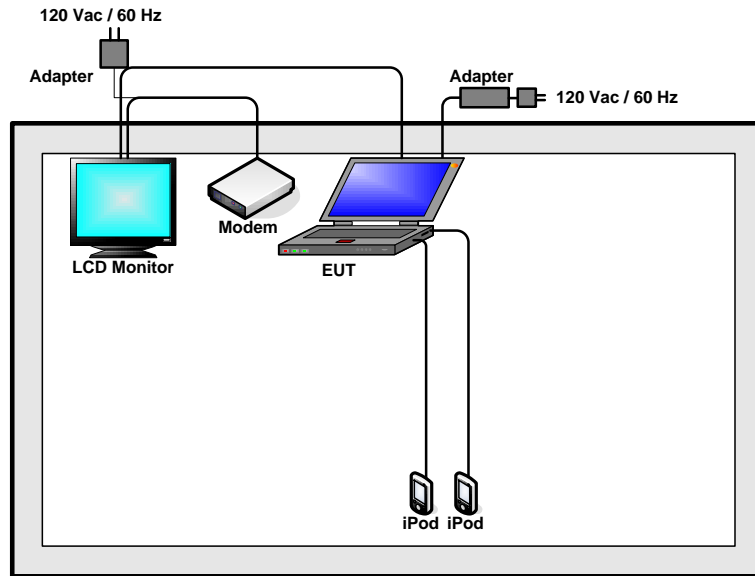 120 Vac / 60 Hz
Adapter
Adapter
120 Vac / 60 Hz
Modem
LCD Monitor
EUT
iPod
iPod